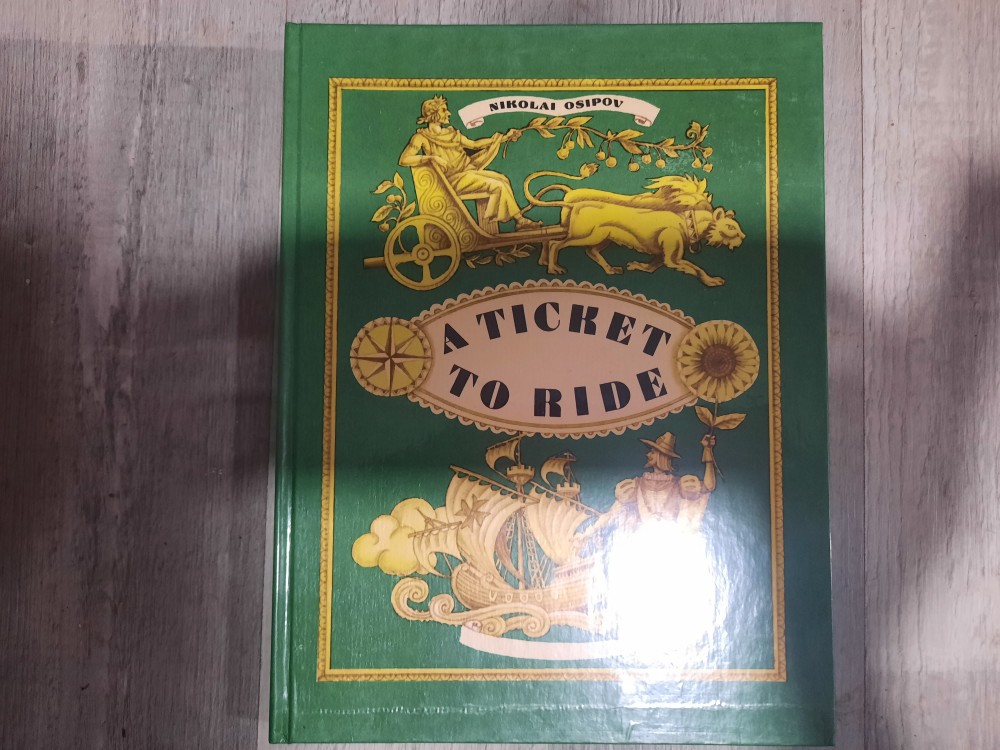 NIKOLAI OSIPOV
A TICKET
TO RIDE